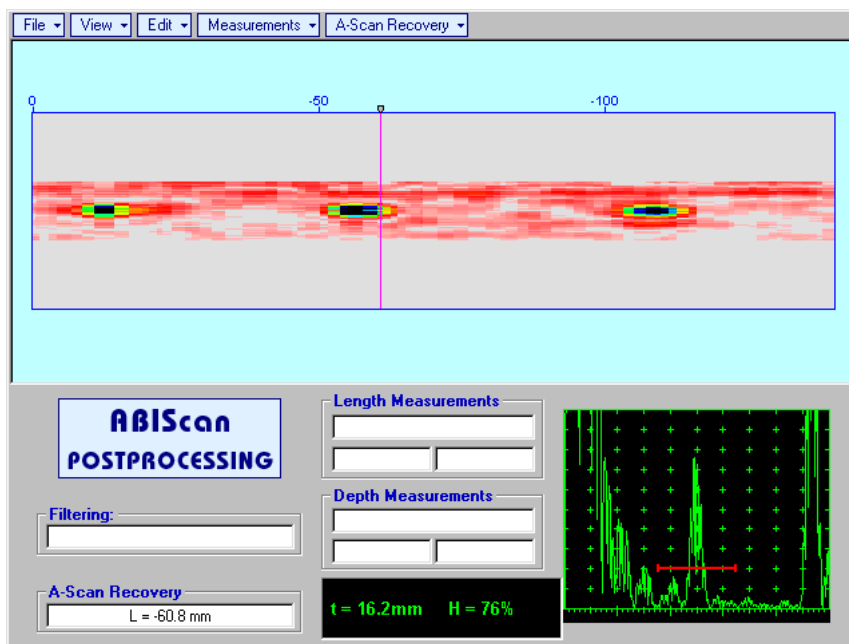 File View Edit Measurements A-Scan Recovery
0 -50 -100
ABIScan
POSTPROCESSING
Length Measurements
Depth Measurements
Filtering:
A-Scan Recovery
L = -60.8 mm
t = 16.2mm H = 76%